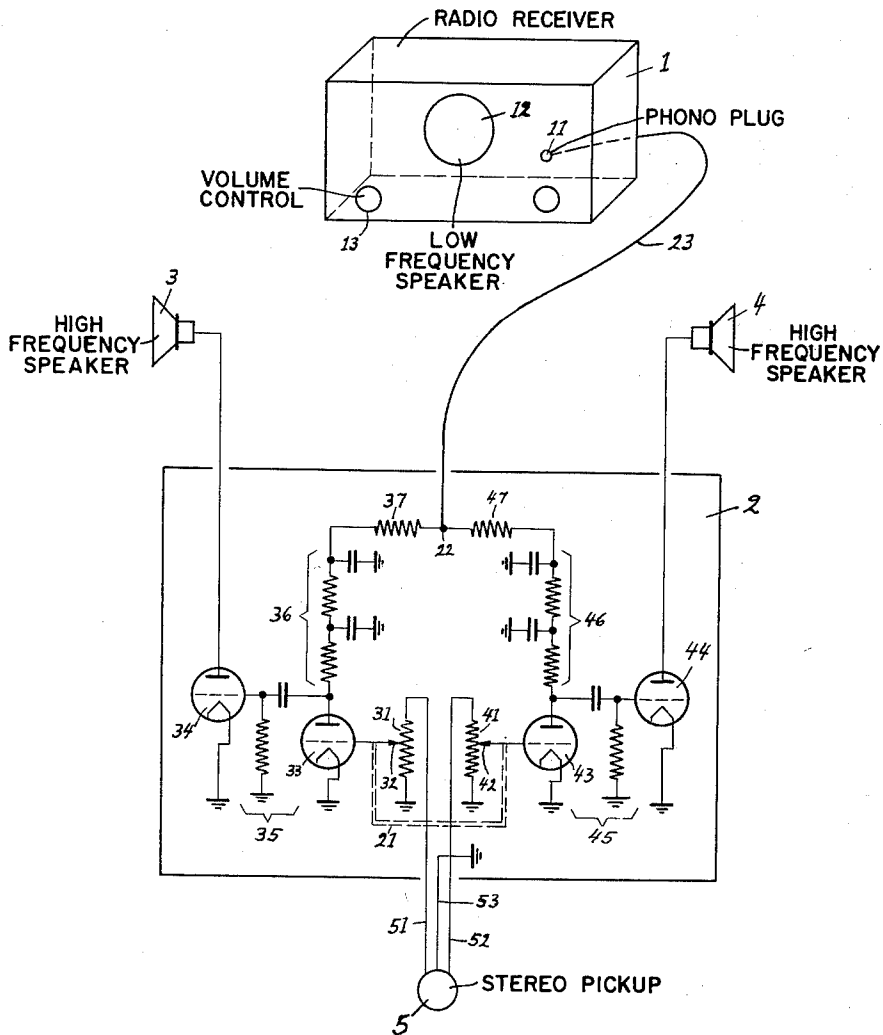 RADIO RECEIVER
1
12
11
PHONO PLUG
VOLUME
CONTROL
13
LOW
FREQUENCY
SPEAKER
23
3
HIGH
FREQUENCY
SPEAKER
4
HIGH
FREQUENCY
SPEAKER
37
47
22
2
36
46
34
33
31
32
41
42
43
44
35
21
45
53
51
52
STEREO PICKUP
5